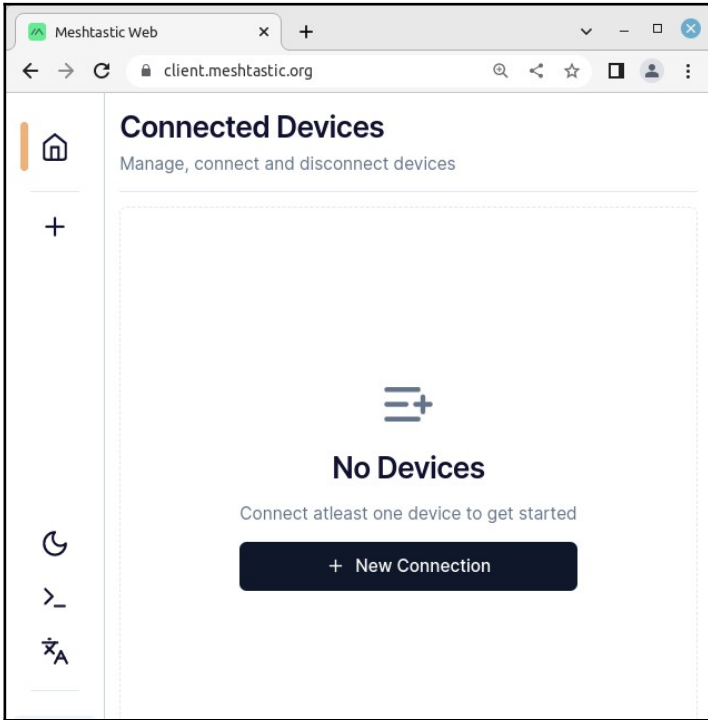 Meshtastic Web
client.meshtastic.org
Connected Devices
Manage, connect and disconnect devices
No Devices
Connect atleast one device to get started
+ New Connection